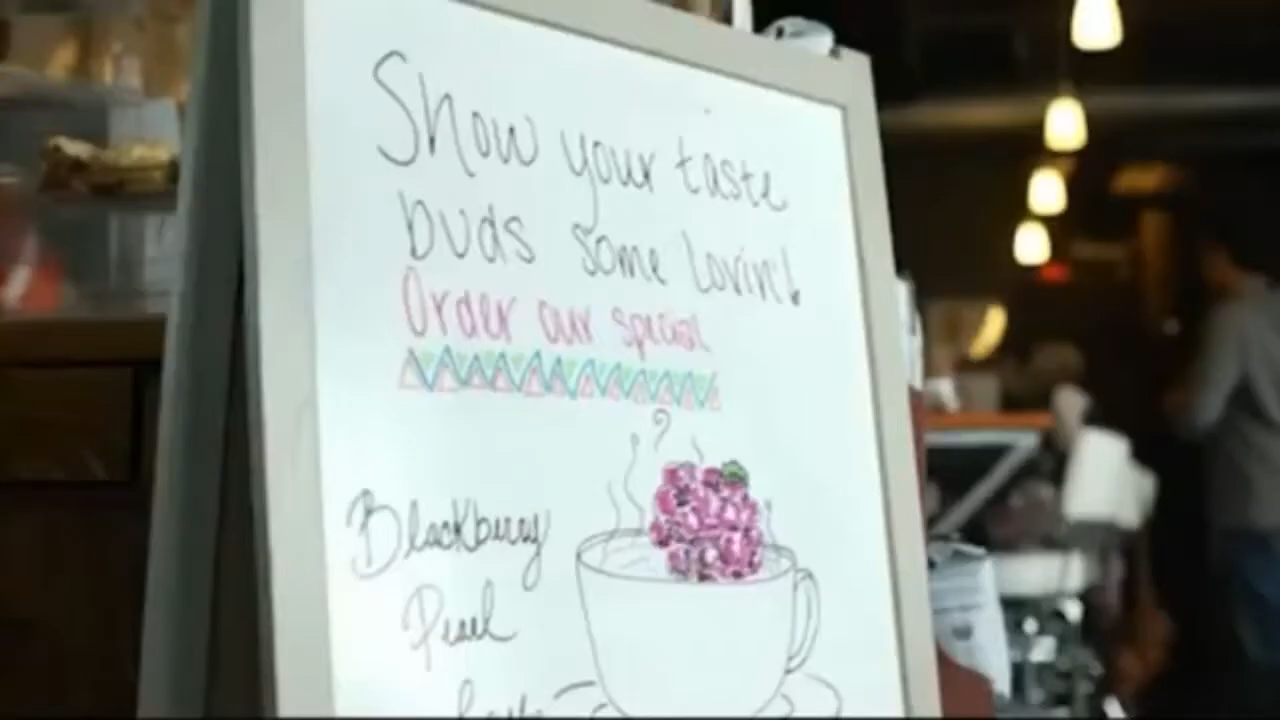 Show your taste
buds some lovin'!
Order our special
Blackberry
Pearl